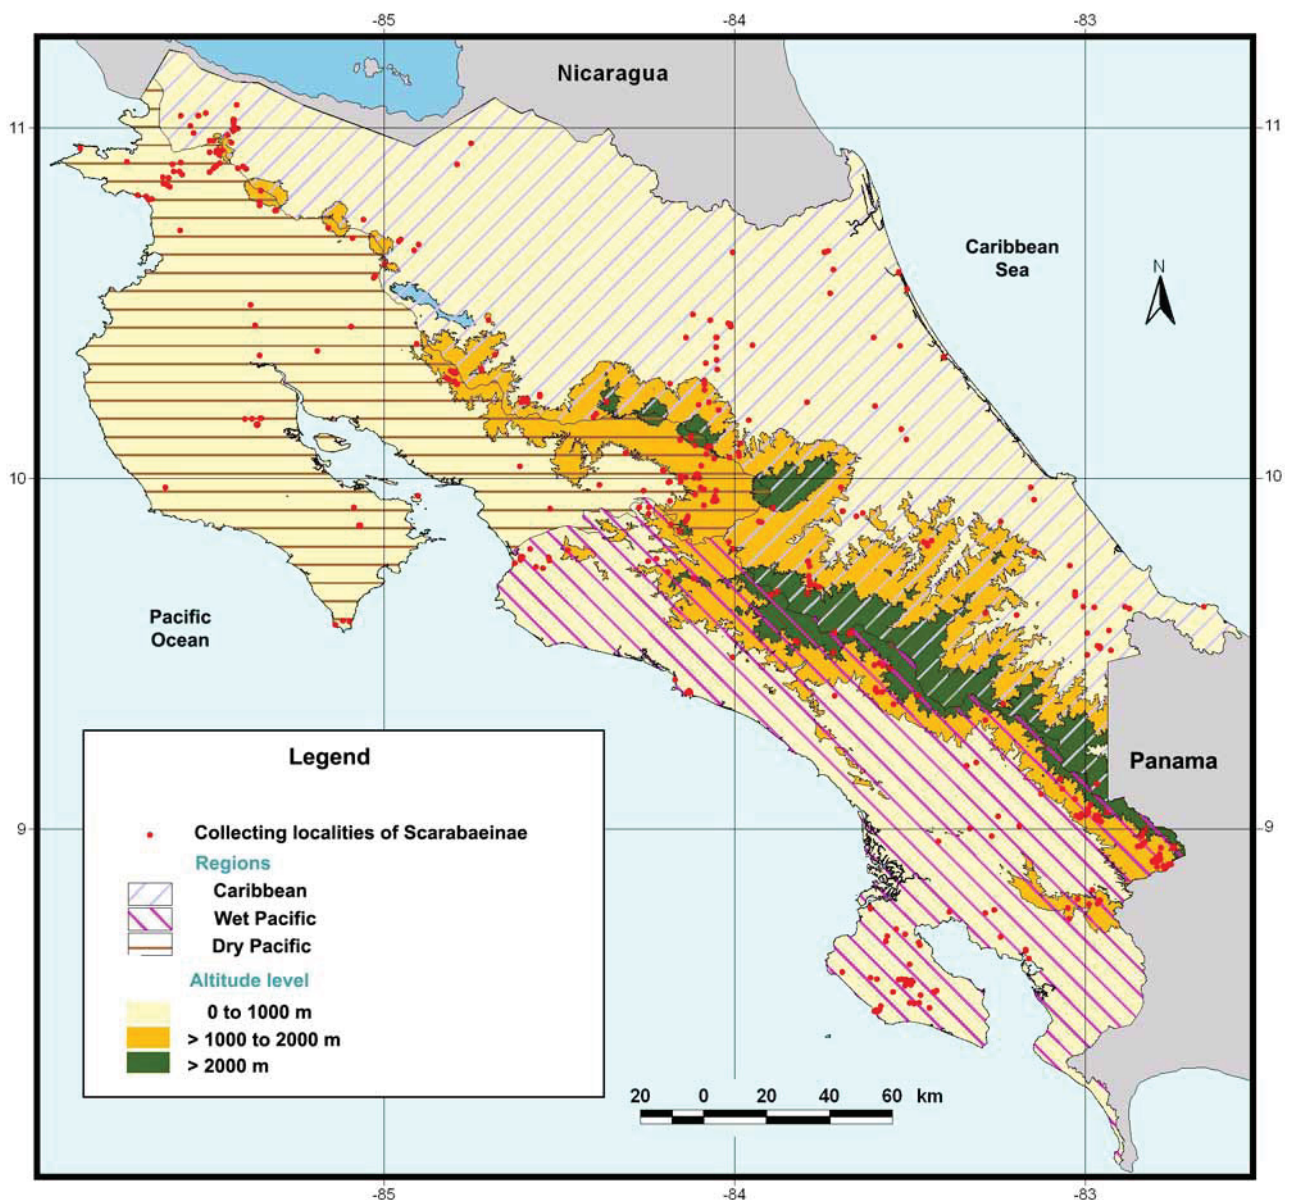 -85
-84
-83
Nicaragua
11
11
Caribbean
Sea
N
10
10
Pacific
Ocean
Panama
9
9
Legend
Collecting localities of Scarabaeinae
Regions
Caribbean
Wet Pacific
Dry Pacific
Altitude level
0 to 1000 m
> 1000 to 2000 m
> 2000 m
20 0 20 40 60 km
-85
-84
-83